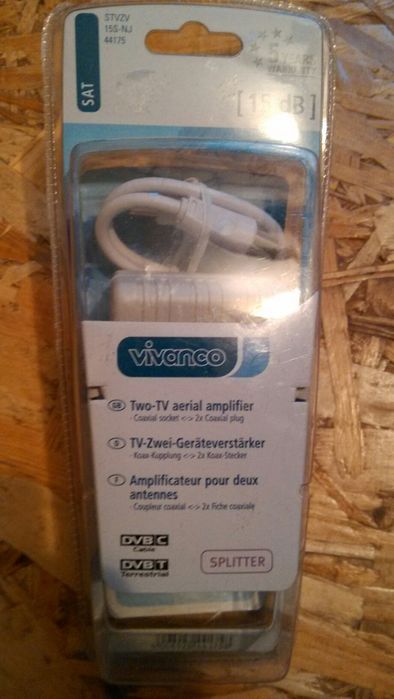 STVZV
15S-NJ
44175
SAT
5 YEARS
WARRANTY
[ 15 dB ]
vivanco
GB Two-TV aerial amplifier
· Coaxial socket <-> 2x Coaxial plug
D TV-Zwei-Geräteverstärker
· Koax-Kupplung <-> 2x Koax-Stecker
F Amplificateur pour deux
antennes
· Coupleur coaxial <-> 2x Fiche coaxiale
DVB C
Cable
DVB T
Terrestrial
SPLITTER